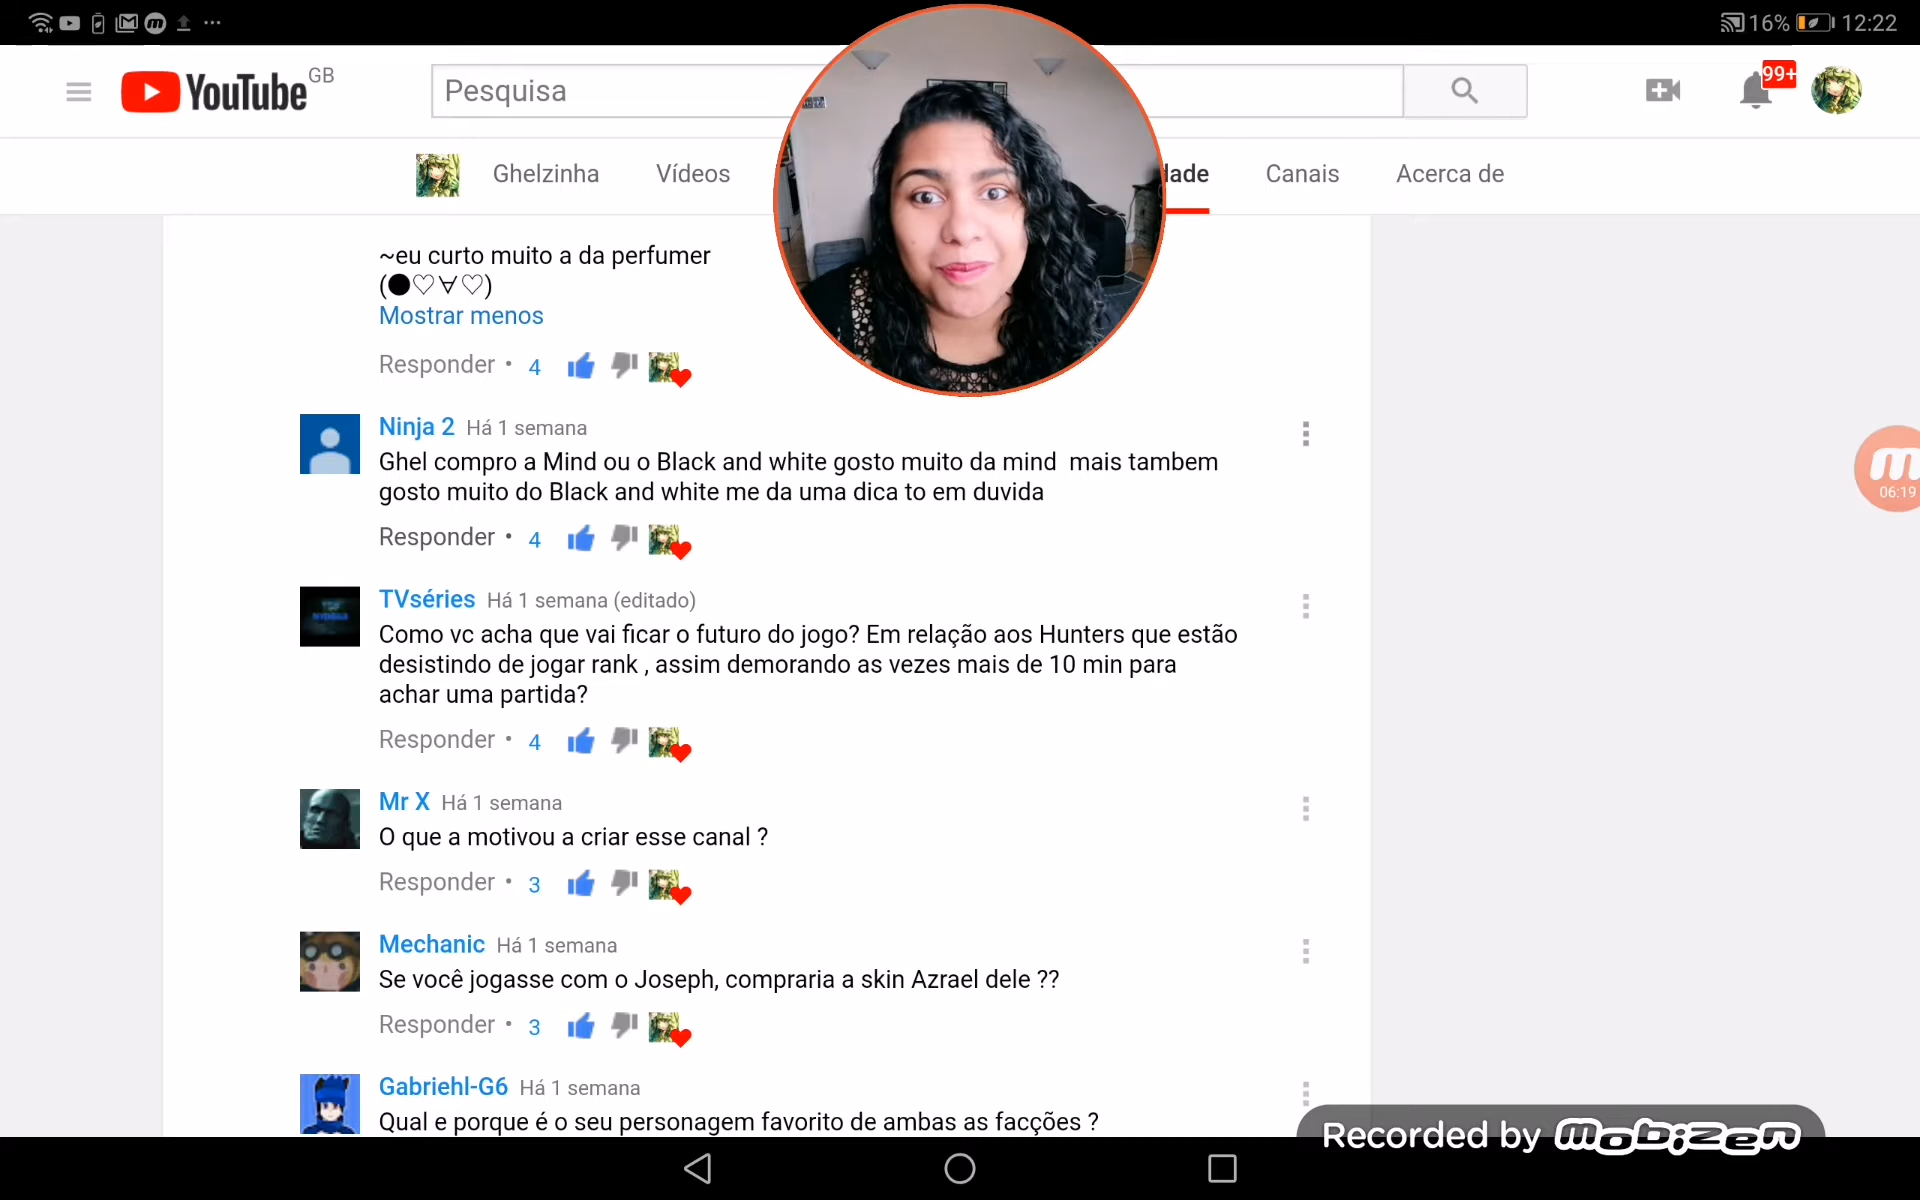 16% 12:22
YouTube GB
Pesquisa
99+
Ghelzinha Vídeos dade Canais Acerca de
~eu curto muito a da perfumer
(●♡∀♡)
Mostrar menos
Responder • 4
Ninja 2 Há 1 semana
Ghel compro a Mind ou o Black and white gosto muito da mind mais tambem
gosto muito do Black and white me da uma dica to em duvida
Responder • 4
TVséries Há 1 semana (editado)
Como vc acha que vai ficar o futuro do jogo? Em relação aos Hunters que estão
desistindo de jogar rank , assim demorando as vezes mais de 10 min para
achar uma partida?
Responder • 4
06:19
Mr X Há 1 semana
O que a motivou a criar esse canal ?
Responder • 3
Mechanic Há 1 semana
Se você jogasse com o Joseph, compraria a skin Azrael dele ??
Responder • 3
Gabriehl-G6 Há 1 semana
Qual e porque é o seu personagem favorito de ambas as facções ?
Recorded by mobizen